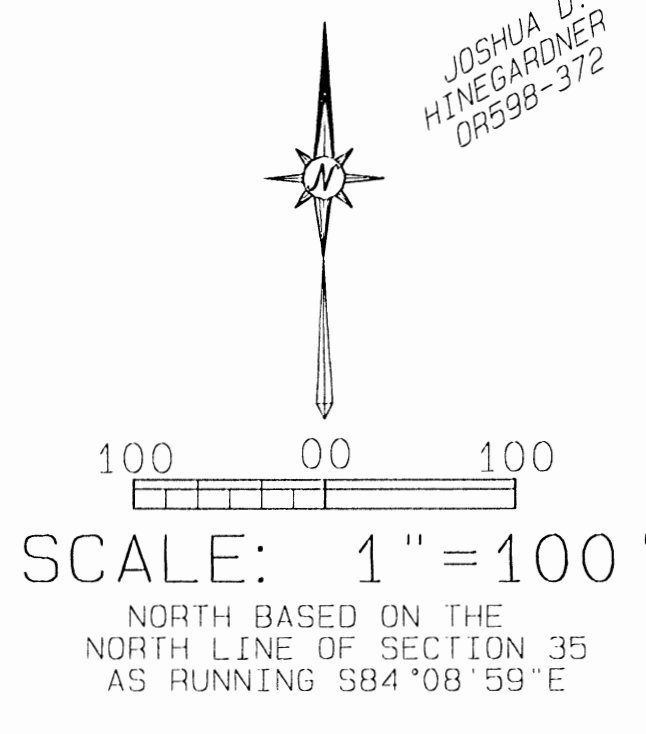 JOSHUA D.
HINEGARDNER
OR598-372
N
100 00 100
SCALE: 1"=100'
NORTH BASED ON THE
NORTH LINE OF SECTION 35
AS RUNNING S84°08'59"E